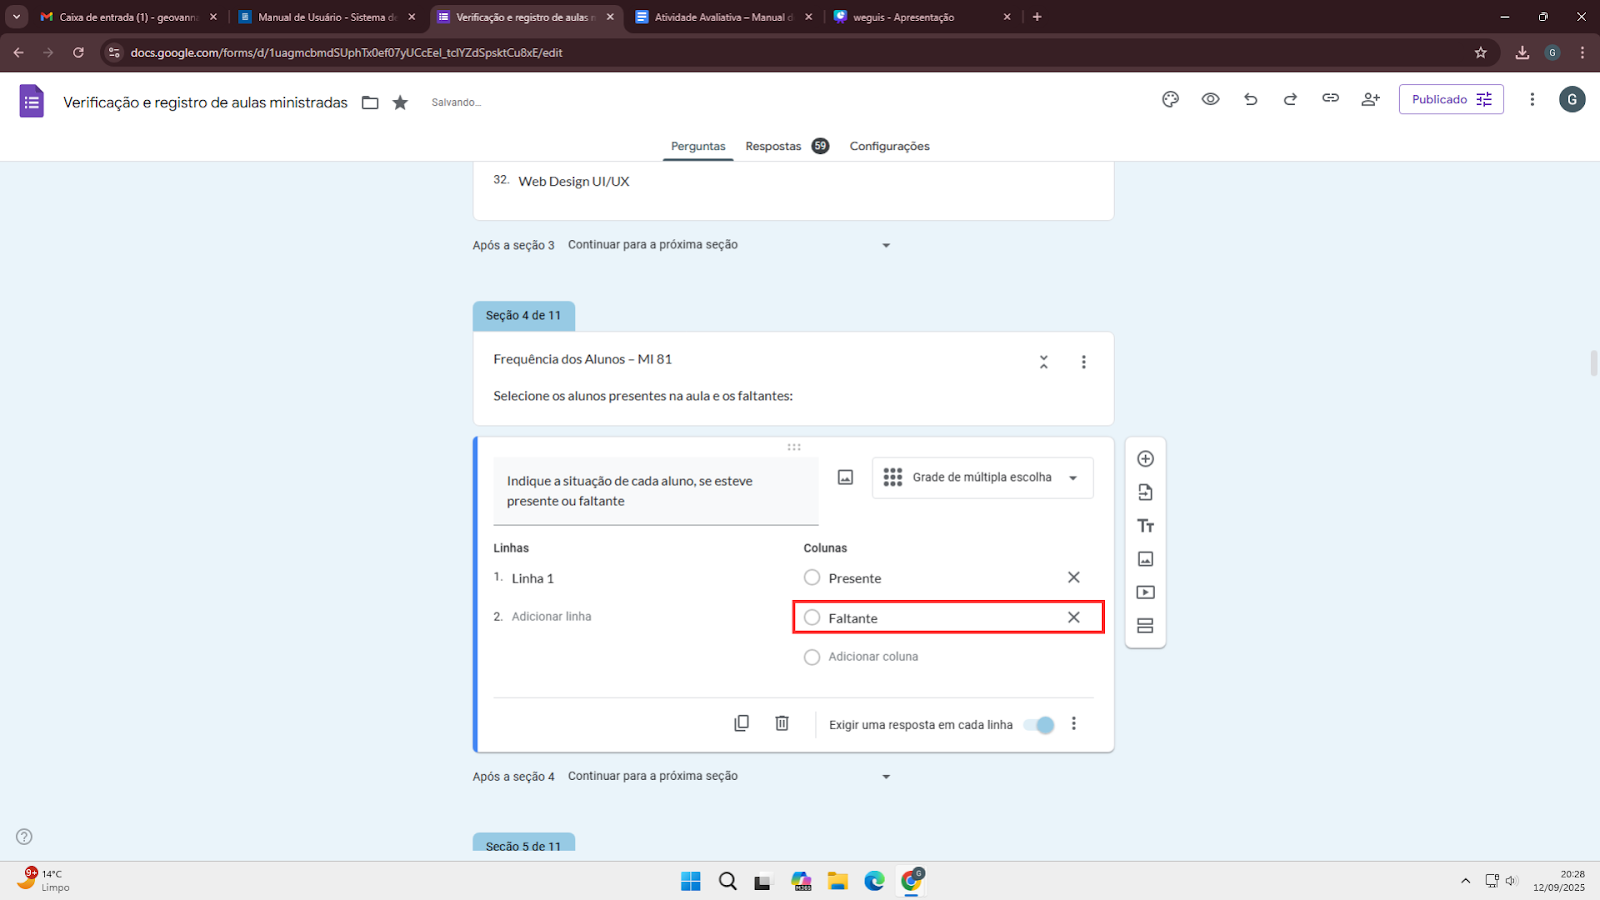 Caixa de entrada (1) - geovann
Manual de Usuário - Sistema de
Verificação e registro de aulas m
Atividade Avaliativa – Manual d
weguis - Apresentação
docs.google.com/forms/d/1uagmcbmdSUphTx0ef07yUCcEeI_tclYZdSpsktCu8xE/edit
G
Verificação e registro de aulas ministradas
Salvando...
Publicado
G
Perguntas
Respostas 59
Configurações
32. Web Design UI/UX
Após a seção 3 Continuar para a próxima seção
Seção 4 de 11
Frequência dos Alunos – MI 81
Selecione os alunos presentes na aula e os faltantes:
Indique a situação de cada aluno, se esteve
presente ou faltante
Grade de múltipla escolha
Linhas
Colunas
1. Linha 1
Presente
2. Adicionar linha
Faltante
Adicionar coluna
Exigir uma resposta em cada linha
Após a seção 4 Continuar para a próxima seção
Seção 5 de 11
9+
14°C
Limpo
M365
G
20:28
12/09/2025